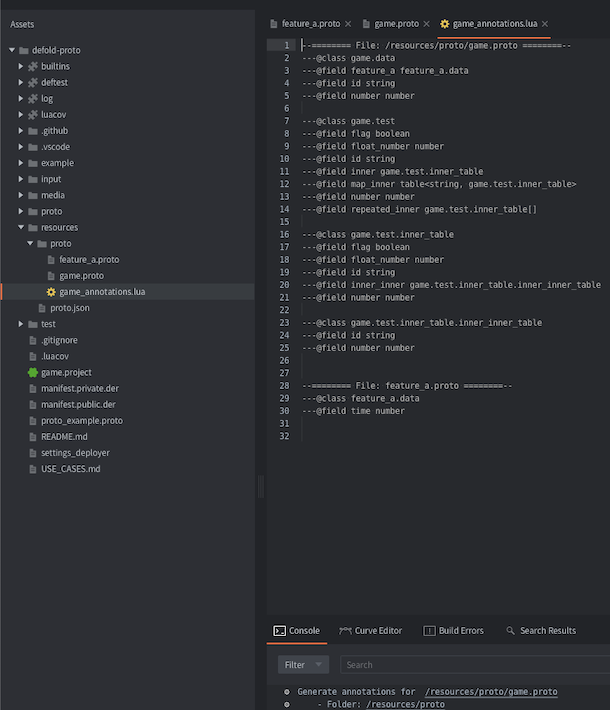 Assets
defold-proto
builtins
deftest
log
luacov
.github
.vscode
example
input
media
proto
resources
proto
feature_a.proto
game.proto
game_annotations.lua
proto.json
test
.gitignore
.luacov
game.project
manifest.private.der
manifest.public.der
proto_example.proto
README.md
settings_deployer
USE_CASES.md
feature_a.proto × game.proto × game_annotations.lua ×
1 --======== File: /resources/proto/game.proto ========--
2 ---@class game.data
3 ---@field feature_a feature_a.data
4 ---@field id string
5 ---@field number number
6
7 ---@class game.test
8 ---@field flag boolean
9 ---@field float_number number
10 ---@field id string
11 ---@field inner game.test.inner_table
12 ---@field map_inner table<string, game.test.inner_table>
13 ---@field number number
14 ---@field repeated_inner game.test.inner_table[]
15
16 ---@class game.test.inner_table
17 ---@field flag boolean
18 ---@field float_number number
19 ---@field id string
20 ---@field inner_inner game.test.inner_table.inner_inner_table
21 ---@field number number
22
23 ---@class game.test.inner_table.inner_inner_table
24 ---@field id string
25 ---@field number number
26
27
28 --======== File: feature_a.proto ========--
29 ---@class feature_a.data
30 ---@field time number
31
32
Console Curve Editor Build Errors Search Results
Filter Search
Generate annotations for /resources/proto/game.proto
- Folder: /resources/proto